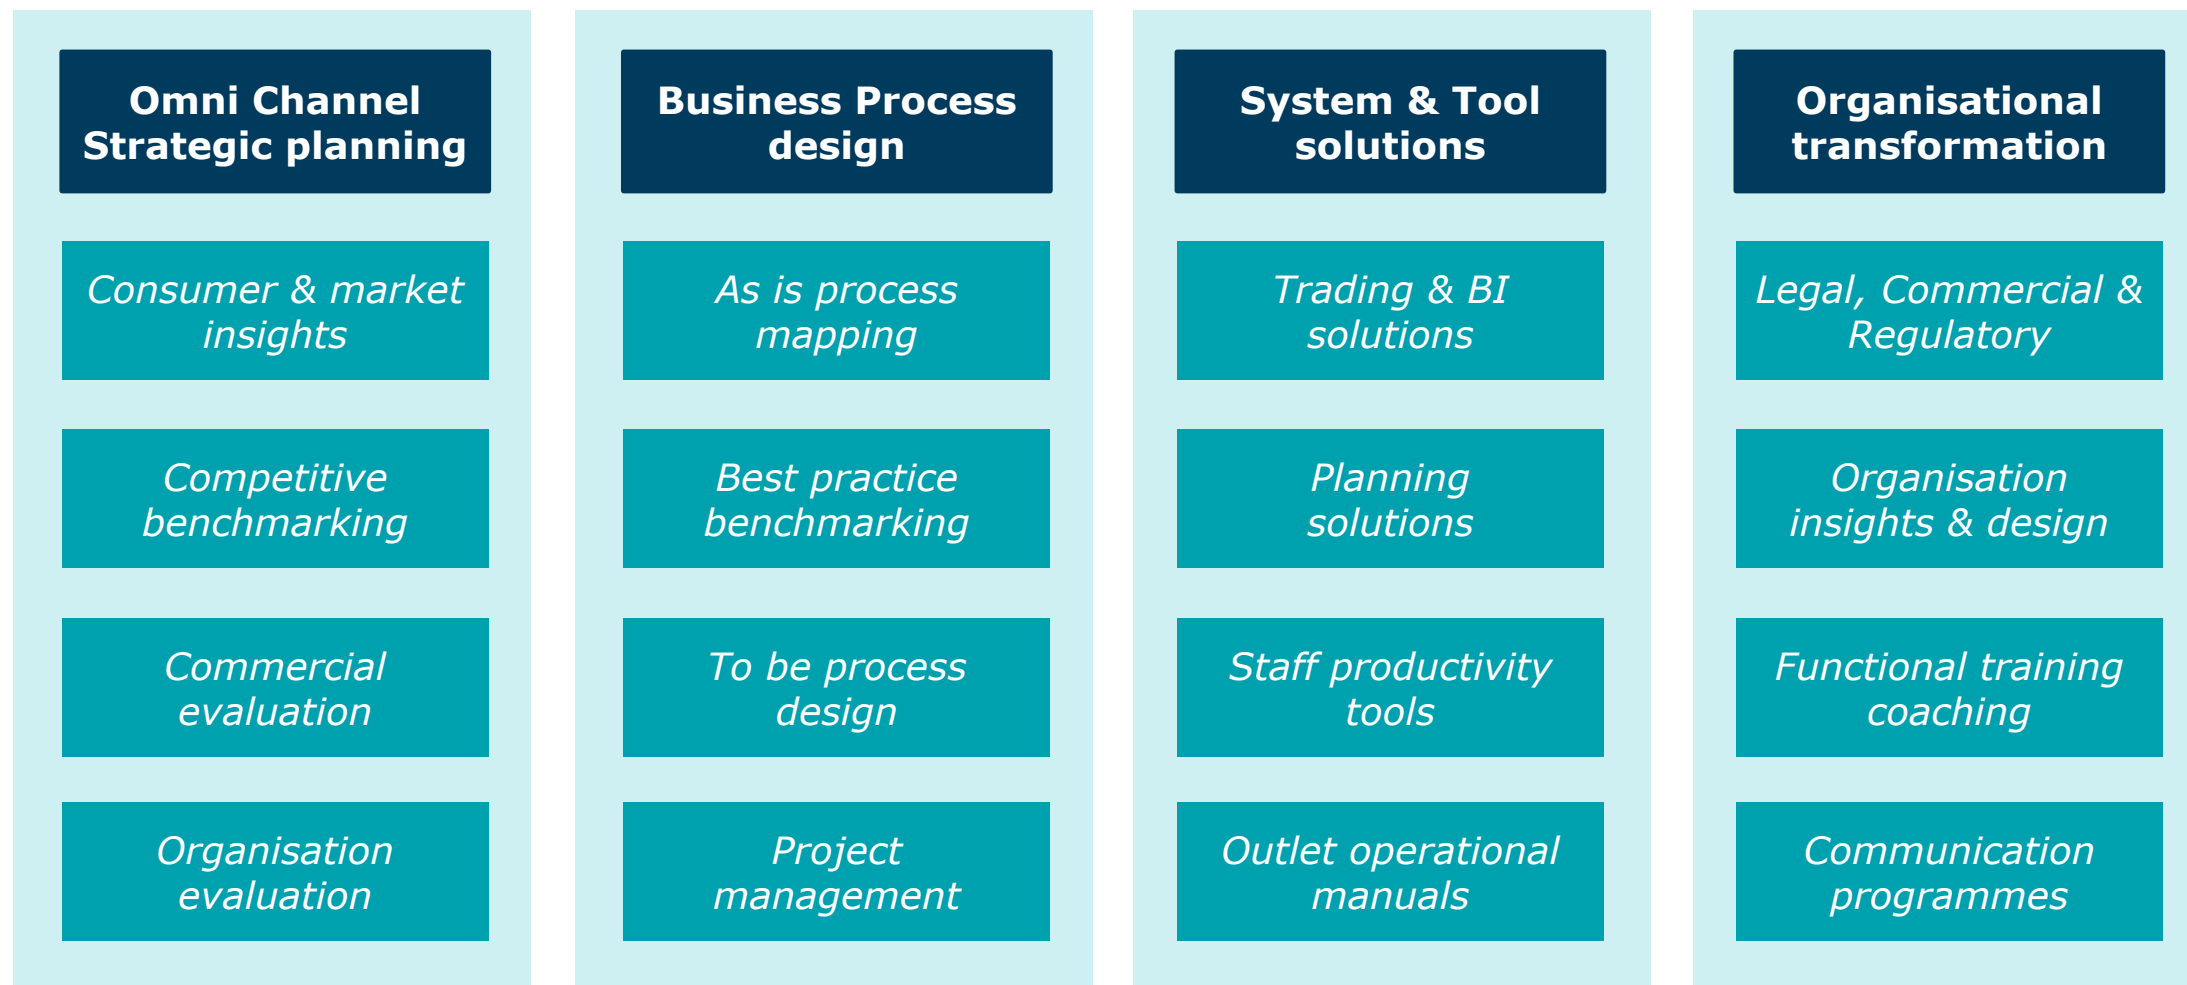 Omni Channel
Strategic planning
Consumer & market
insights
Competitive
benchmarking
Commercial
evaluation
Organisation
evaluation
Business Process
design
As is process
mapping
Best practice
benchmarking
To be process
design
Project
management
System & Tool
solutions
Trading & BI
solutions
Planning
solutions
Staff productivity
tools
Outlet operational
manuals
Organisational
transformation
Legal, Commercial &
Regulatory
Organisation
insights & design
Functional training
coaching
Communication
programmes